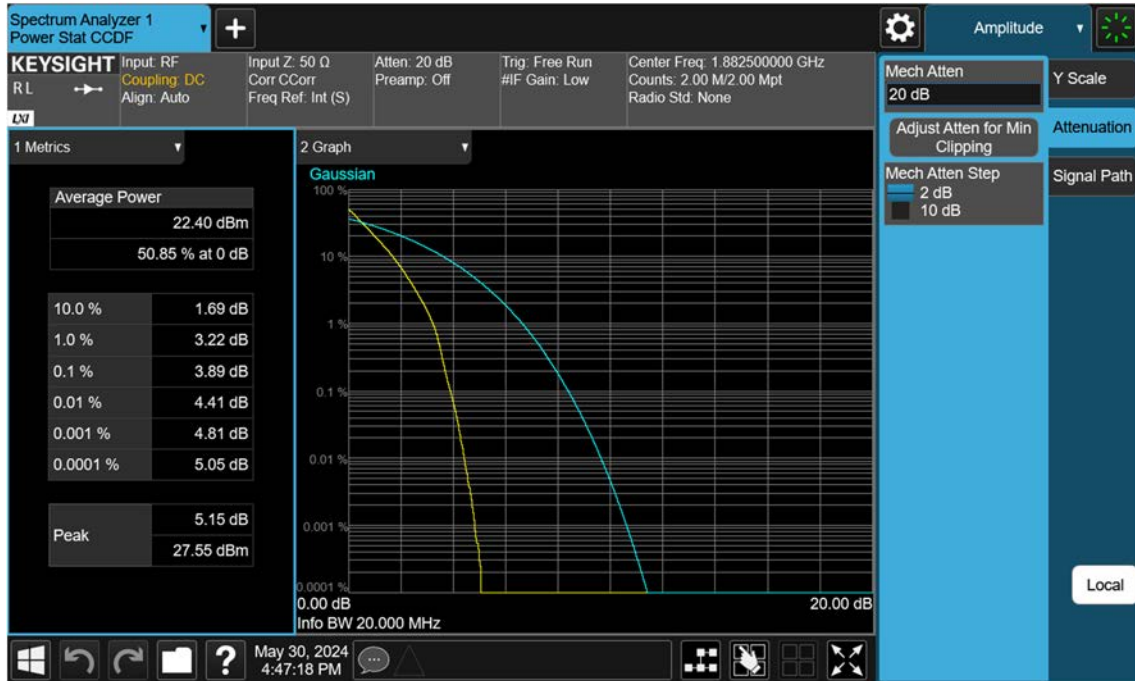 Spectrum Analyzer 1
Power Stat CCDF
+
Amplitude
KEYSIGHT
R L
LXI
Input: RF
Coupling: DC
Align: Auto
Input Z: 50 Ω
Corr CCorr
Freq Ref: Int (S)
Atten: 20 dB
Preamp: Off
Trig: Free Run
#IF Gain: Low
Center Freq: 1.882500000 GHz
Counts: 2.00 M/2.00 Mpt
Radio Std: None
Mech Atten
20 dB
Adjust Atten for Min
Clipping
Mech Atten Step
2 dB
10 dB
Y Scale
Attenuation
Signal Path
Local
1 Metrics
Average Power
22.40 dBm
50.85 % at 0 dB
10.0 % 1.69 dB
1.0 % 3.22 dB
0.1 % 3.89 dB
0.01 % 4.41 dB
0.001 % 4.81 dB
0.0001 % 5.05 dB
Peak
5.15 dB
27.55 dBm
2 Graph
Gaussian
100 %
10 %
1 %
0.1 %
0.01 %
0.001 %
0.0001 %
0.00 dB 20.00 dB
Info BW 20.000 MHz
?
May 30, 2024
4:47:18 PM